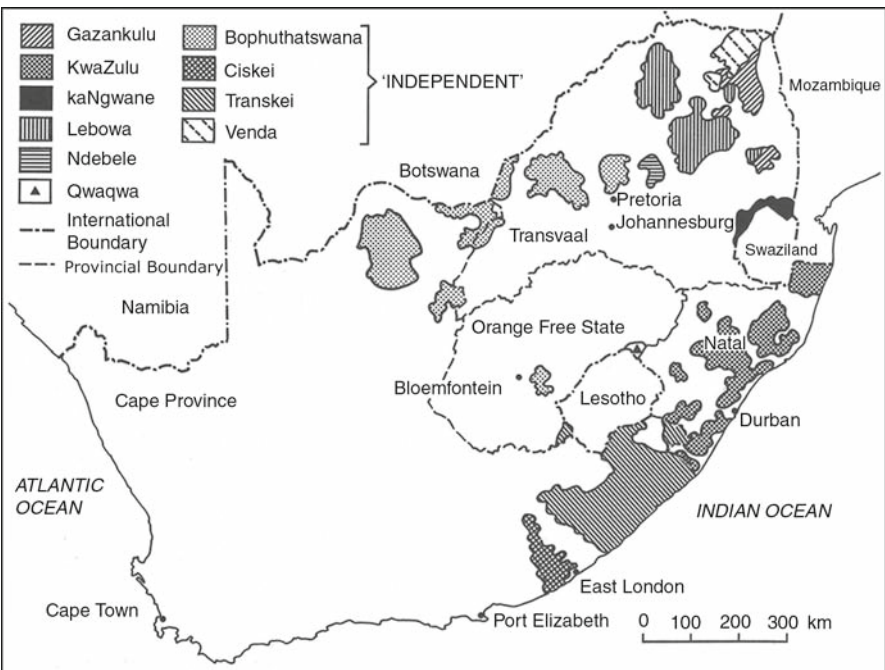 Gazankulu
KwaZulu
kaNgwane
Lebowa
Ndebele
Qwaqwa
International
Boundary
Provincial Boundary
Bophuthatswana
Ciskei
Transkei
Venda
'INDEPENDENT'
Mozambique
Botswana
Pretoria
Johannesburg
Transvaal
Swaziland
Namibia
Orange Free State
Natal
Bloemfontein
Lesotho
Cape Province
Durban
ATLANTIC
OCEAN
INDIAN OCEAN
East London
Cape Town
Port Elizabeth
0 100 200 300 km